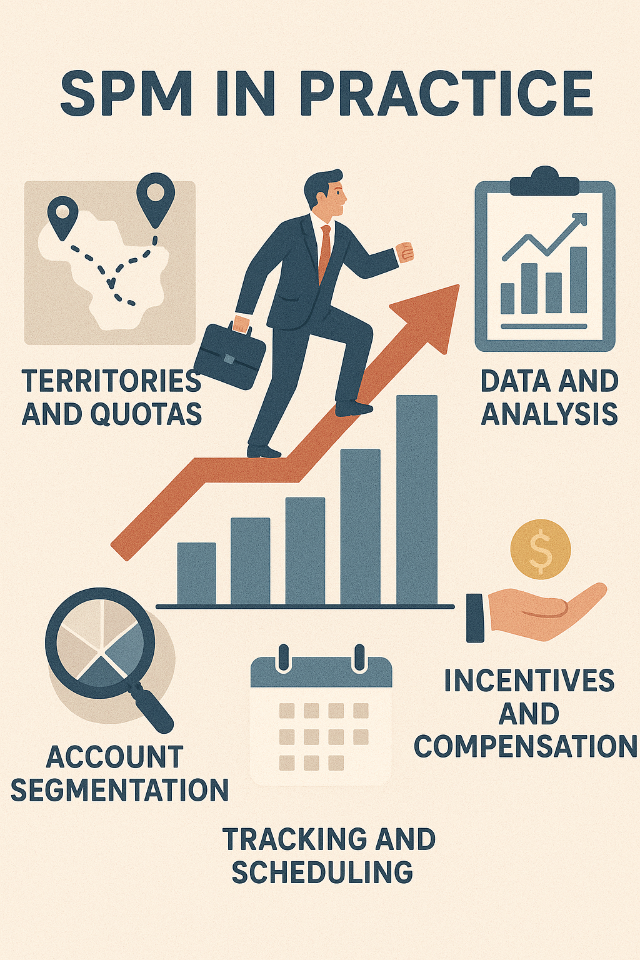 SPM IN PRACTICE
TERRITORIES
AND QUOTAS
DATA AND
ANALYSIS
$
INCENTIVES
AND
COMPENSATION
ACCOUNT
SEGMENTATION
TRACKING AND
SCHEDULING